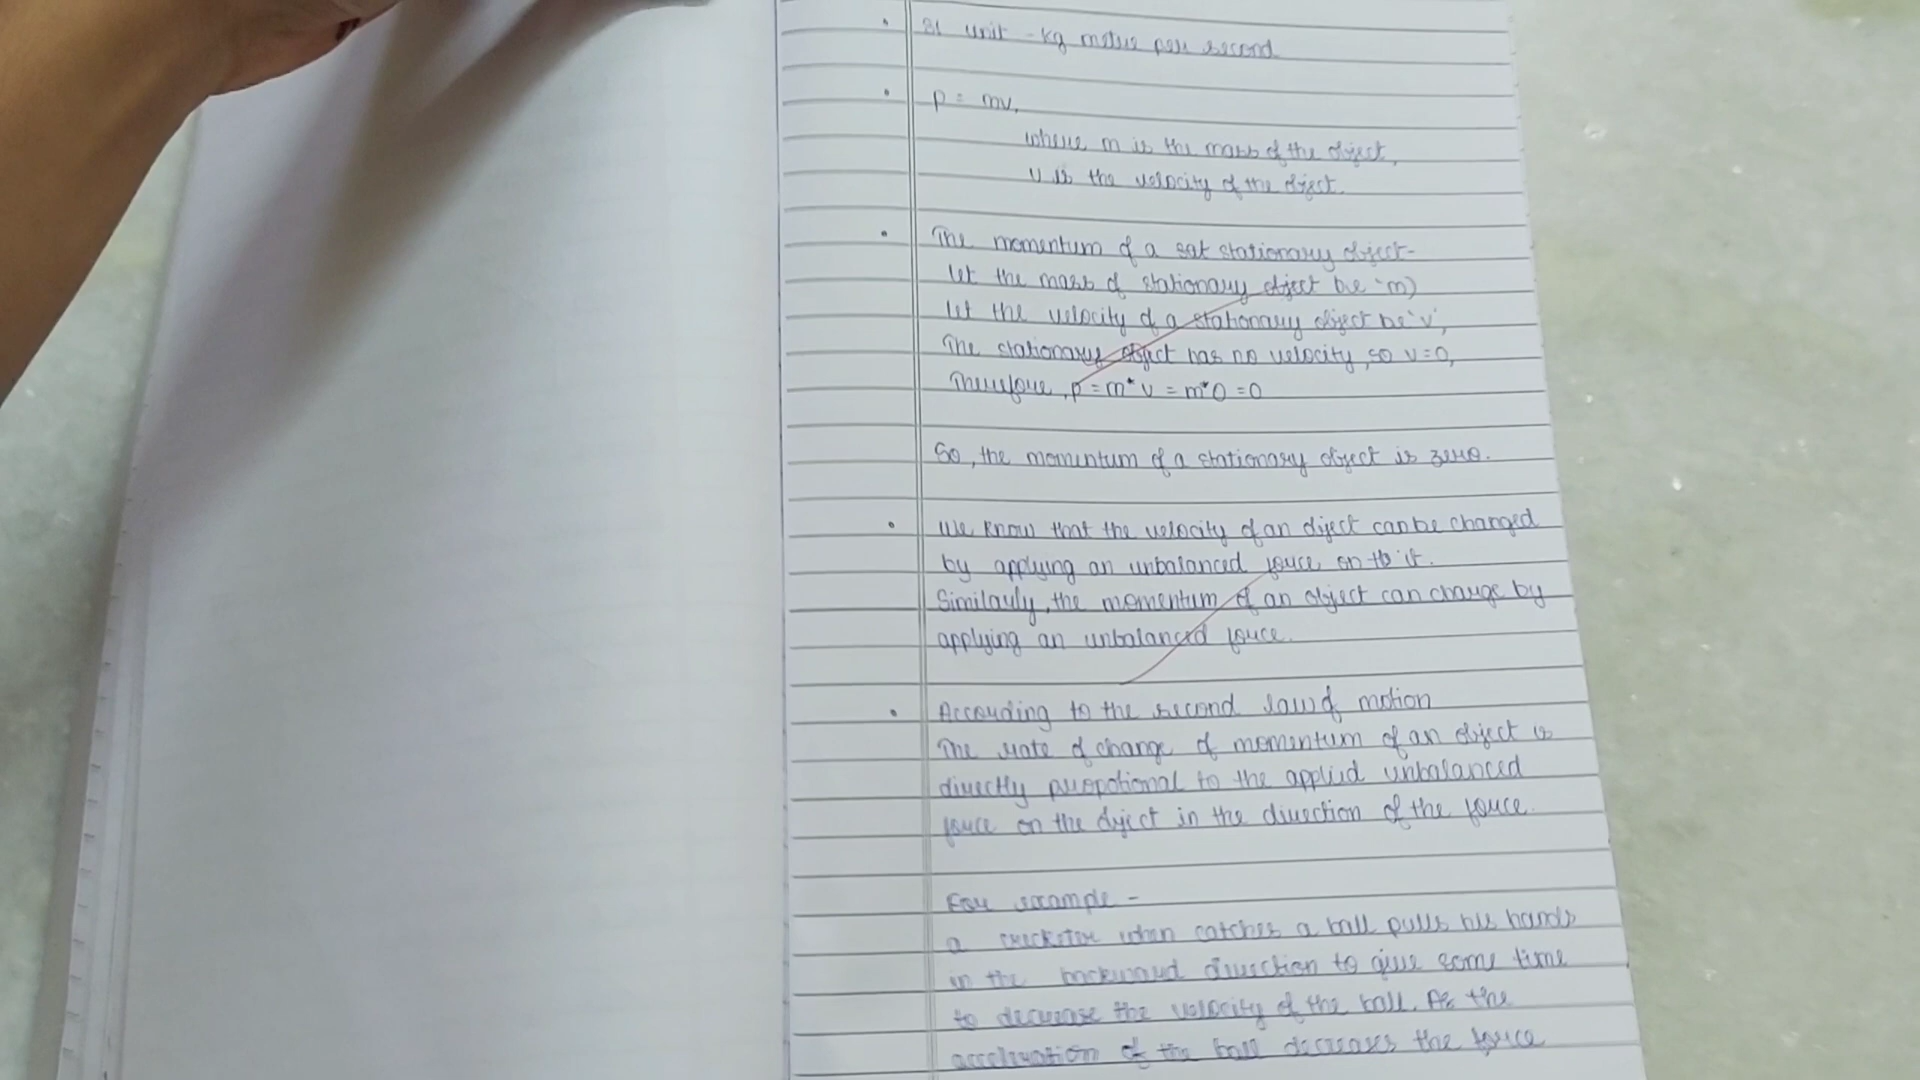 SI unit - kg metre per second
p = mv,
where m is the mass of the object,
v is the velocity of the object.
The momentum of a sat stationary object-
let the mass of stationary object be 'm)
let the velocity of a stationary object be 'v',
The stationary object has no velocity, so v=0,
Therefore, p = m* v = m*0 = 0
So, the momentum of a stationary object is zero.
We know that the velocity of an object can be changed
by applying an unbalanced force on to it.
Similarly, the momentum of an object can change by
applying an unbalanced force.
According to the second law of motion
The rate of change of momentum of an object is
directly propotional to the applied unbalanced
force on the object in the direction of the force.
For example -
a cricketer when catches a ball pulls his hands
in the backward direction to give some time
to decrease the velocity of the ball. As the
accleration of the ball decreases the force